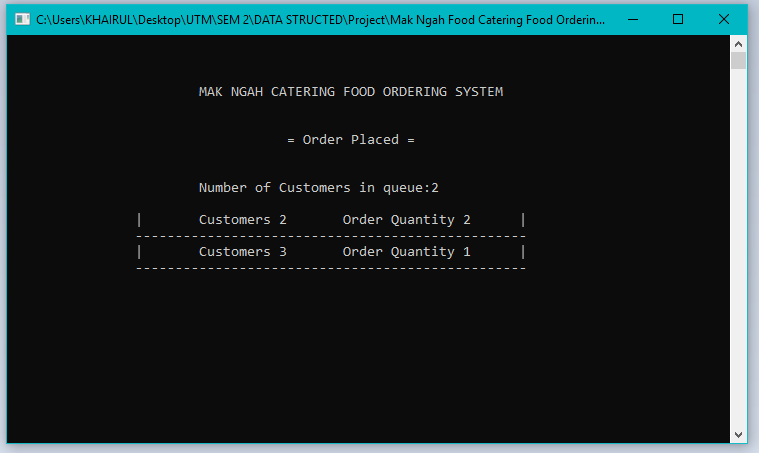 C:\Users\KHAIRUL\Desktop\UTM\SEM 2\DATA STRUCTED\Project\Mak Ngah Food Catering Food Orderin...
MAK NGAH CATERING FOOD ORDERING SYSTEM
= Order Placed =
Number of Customers in queue:2
| Customers 2 Order Quantity 2 |
-------------------------------------------------
| Customers 3 Order Quantity 1 |
-------------------------------------------------